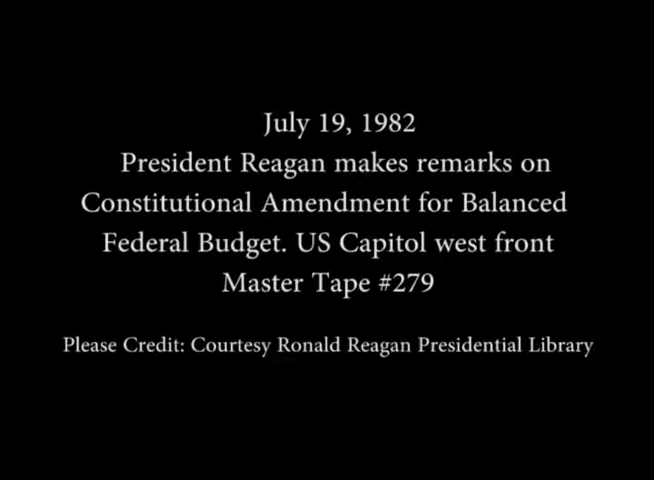 July 19, 1982
President Reagan makes remarks on
Constitutional Amendment for Balanced
Federal Budget. US Capitol west front
Master Tape #279
Please Credit: Courtesy Ronald Reagan Presidential Library